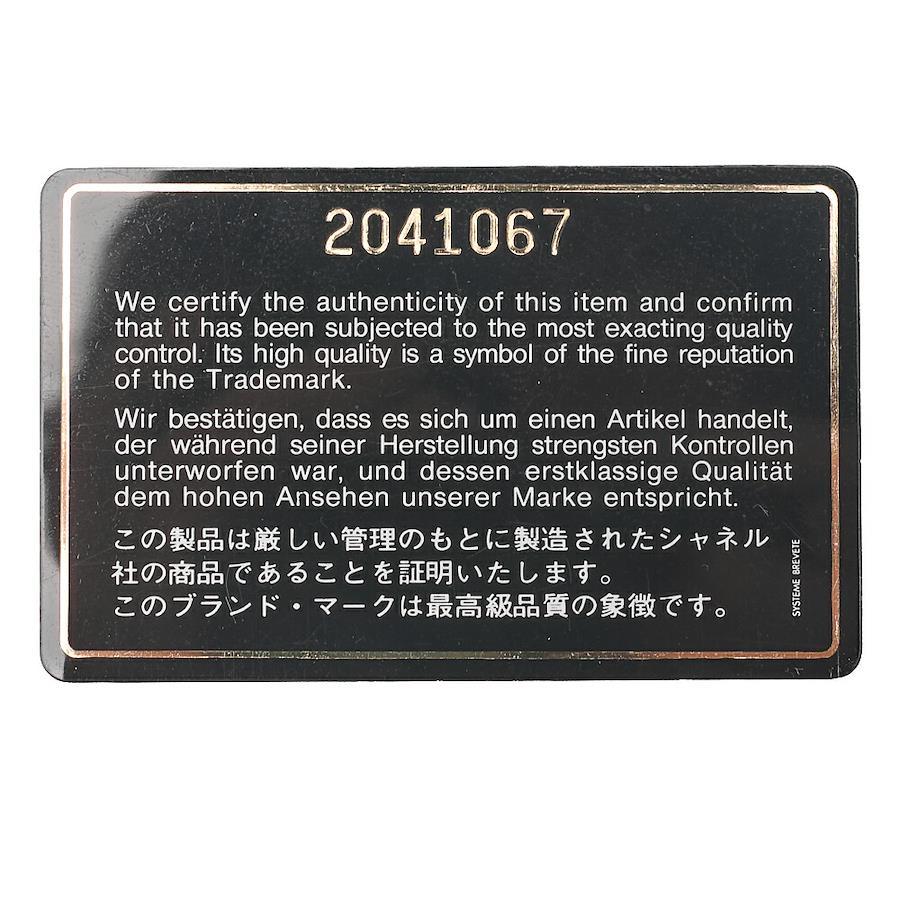 2041067
We certify the authenticity of this item and confirm
that it has been subjected to the most exacting quality
control. Its high quality is a symbol of the fine reputation
of the Trademark.
Wir bestätigen, dass es sich um einen Artikel handelt,
der während seiner Herstellung strengsten Kontrollen
unterworfen war, und dessen erstklassige Qualität
dem hohen Ansehen unserer Marke entspricht.
この製品は厳しい管理のもとに製造されたシャネル
社の商品であることを証明いたします。
このブランド・マークは最高級品質の象徴です。
SYSTEME BREVETE